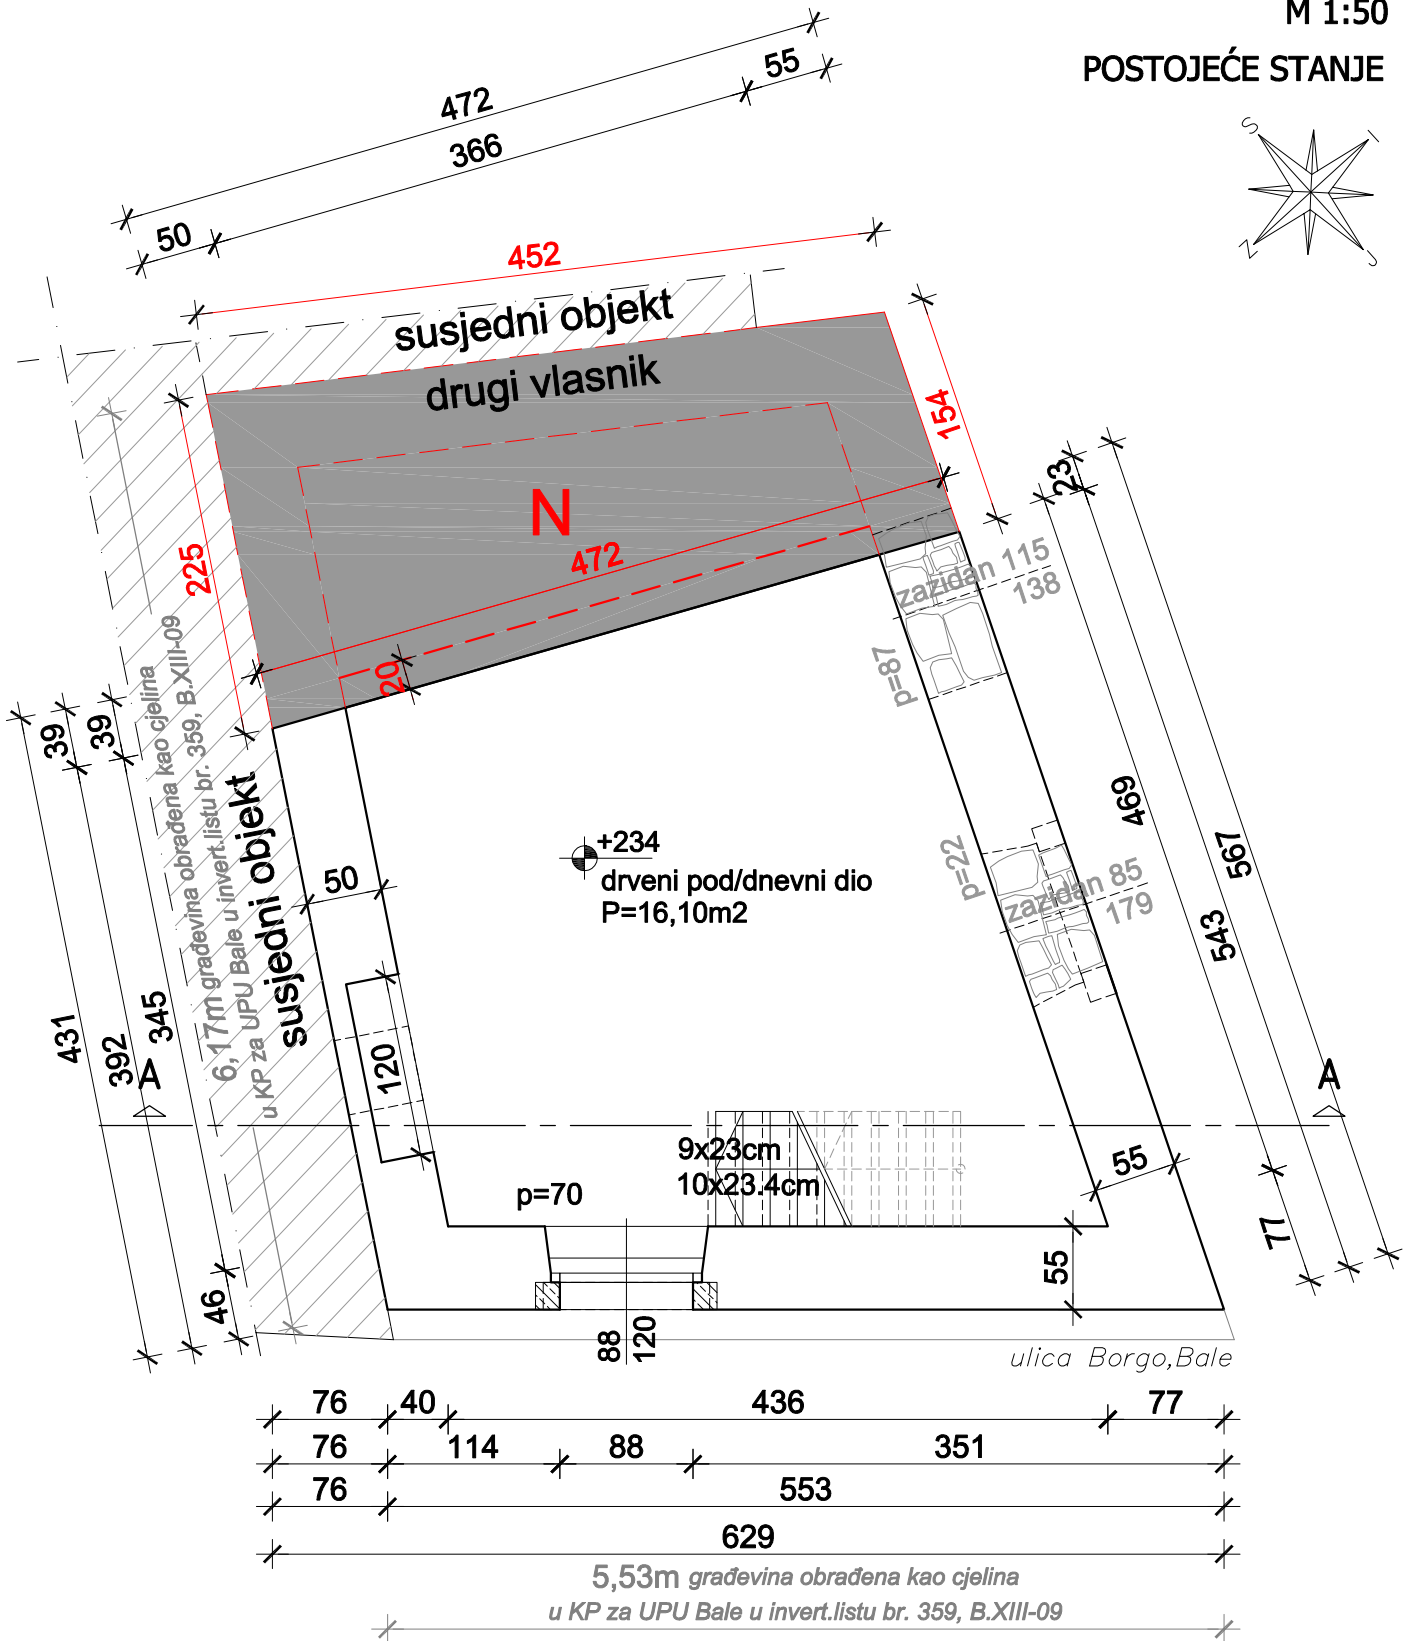 M 1:50
POSTOJEĆE STANJE
S
I
Z
J
472
366
55
50
452
susjedni objekt
drugi vlasnik
N
154
225
472
20
23
zazidan 115
138
p=87
469
567
543
77
p=22
zazidan 85
179
39
39
431
392
345
46
6,17m građevina obrađena kao cjelina
u KP za UPU Bale u invert.listu br. 359, B.XIII-09
susjedni objekt
50
+234
drveni pod/dnevni dio
P=16,10m2
120
A
A
9x23cm
10x23.4cm
p=70
55
55
88
120
ulica Borgo,Bale
76 40 436 77
76 114 88 351
76 553
629
5,53m građevina obrađena kao cjelina
u KP za UPU Bale u invert.listu br. 359, B.XIII-09